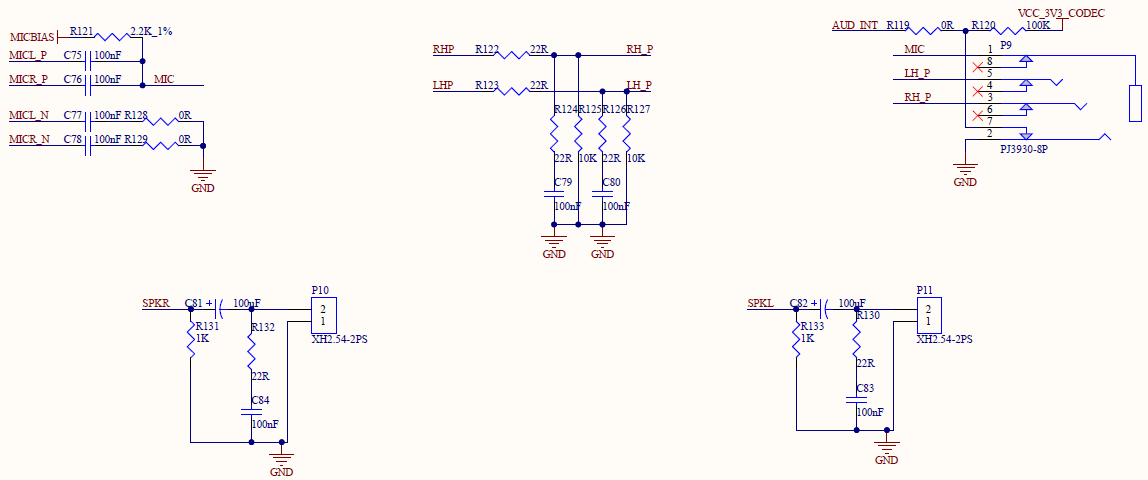 MICBIAS R121 2.2K_1%
MICL_P C75 100nF
MICR_P C76 100nF MIC
MICL_N C77 100nF R128 0R
MICR_N C78 100nF R129 0R
GND
RHP R122 22R RH_P
LHP R123 22R LH_P
R124 R125 R126 R127
22R 10K 22R 10K
C79 C80
100nF 100nF
GND GND
VCC_3V3_CODEC
AUD_INT R119 0R R120 100K
P9
MIC 1
8
LH_P 5
4
RH_P 3
6
7
2
PJ3930-8P
GND
P10
SPKR C81 + 100uF 2
R131 R132 1
1K
XH2.54-2PS
22R
C84
100nF
GND
P11
SPKL C82 + 100uF 2
R133 R130 1
1K
XH2.54-2PS
22R
C83
100nF
GND